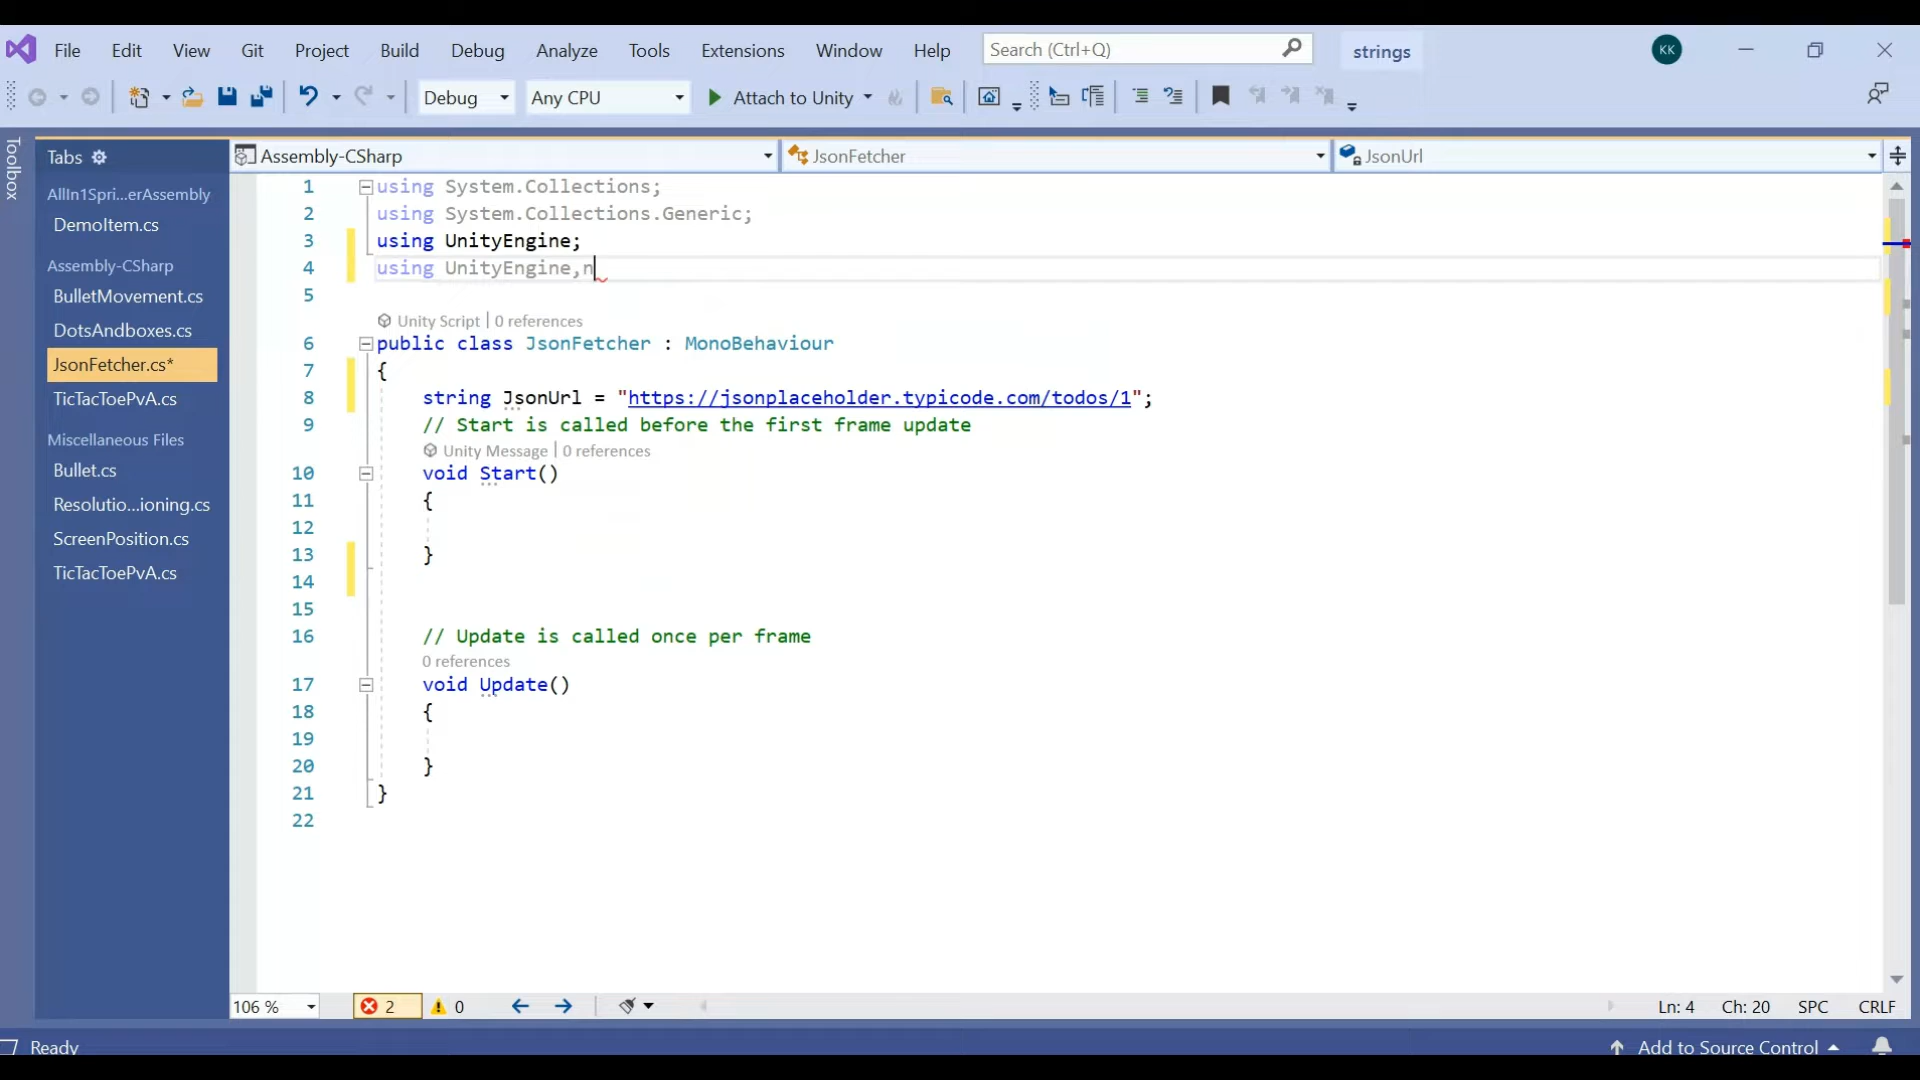 File Edit View Git Project Build Debug Analyze Tools Extensions Window Help Search (Ctrl+Q) strings KK
Debug Any CPU Attach to Unity
Toolbox
Tabs
AllIn1Spri...erAssembly
DemoItem.cs
Assembly-CSharp
BulletMovement.cs
DotsAndboxes.cs
JsonFetcher.cs*
TicTacToePvA.cs
Miscellaneous Files
Bullet.cs
Resolutio...ioning.cs
ScreenPosition.cs
TicTacToePvA.cs
Assembly-CSharp JsonFetcher JsonUrl
1 using System.Collections;
2 using System.Collections.Generic;
3 using UnityEngine;
4 using UnityEngine,n
5
Unity Script | 0 references
6 public class JsonFetcher : MonoBehaviour
7 {
8 string JsonUrl = "https://jsonplaceholder.typicode.com/todos/1";
9 // Start is called before the first frame update
Unity Message | 0 references
10 void Start()
11 {
12
13 }
14
15
16 // Update is called once per frame
0 references
17 void Update()
18 {
19
20 }
21 }
22
106 % 2 0 Ln: 4 Ch: 20 SPC CRLF
Ready Add to Source Control